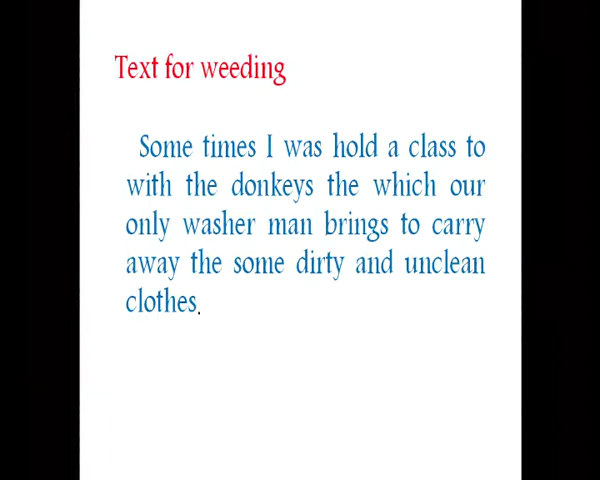 Text for weeding
Some times I was hold a class to
with the donkeys the which our
only washer man brings to carry
away the some dirty and unclean
clothes.